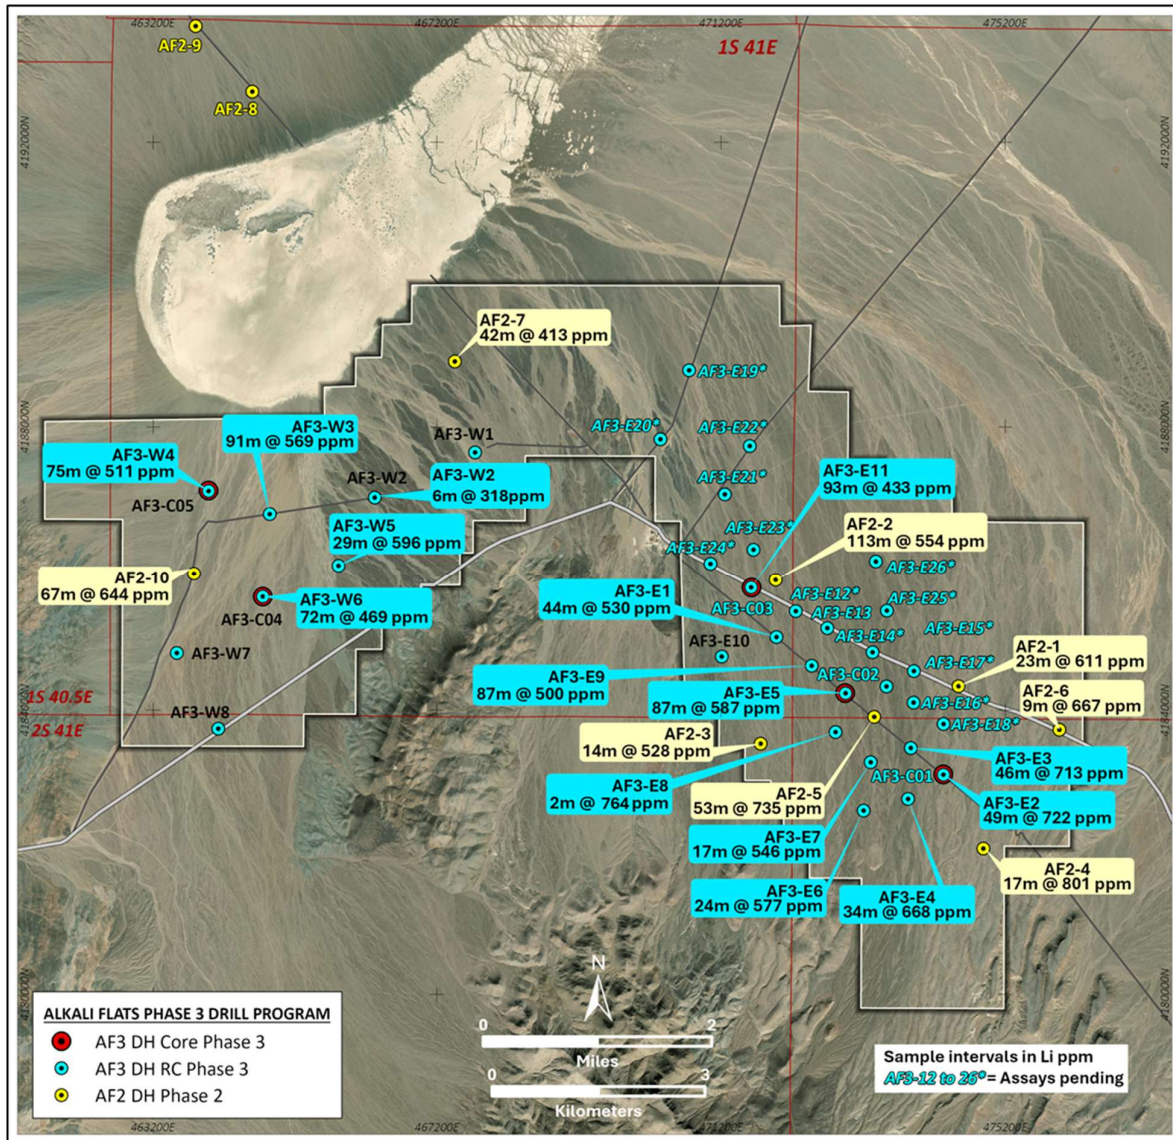 463200E
467200E
471200E
475200E
1S 41E
AF2-9
AF2-8
4192000N
4192000N
AF2-7
42m @ 413 ppm
AF3-E19*
4188000N
4188000N
AF3-W3
91m @ 569 ppm
AF3-W1
AF3-E20*
AF3-E22*
AF3-W4
75m @ 511 ppm
AF3-C05
AF3-W2
AF3-W2
6m @ 318ppm
AF3-E21*
AF3-E11
93m @ 433 ppm
AF3-W5
29m @ 596 ppm
AF3-E23*
AF2-2
113m @ 554 ppm
AF3-E24*
AF3-E26*
AF2-10
67m @ 644 ppm
AF3-E1
44m @ 530 ppm
AF3-C03
AF3-E12*
AF3-W6
72m @ 469 ppm
AF3-C04
AF3-E13
AF3-E25*
AF3-E14*
AF3-E15*
AF3-W7
AF3-E10
AF2-1
23m @ 611 ppm
AF3-E9
87m @ 500 ppm
AF3-C02
AF3-E17*
1S 40.5E
2S 41E
AF3-E5
87m @ 587 ppm
AF3-E16*
AF2-6
9m @ 667 ppm
4184000N
4184000N
AF3-W8
AF3-E18*
AF2-3
14m @ 528 ppm
AF3-E3
46m @ 713 ppm
AF3-E8
2m @ 764 ppm
AF2-5
53m @ 735 ppm
AF3-C01
AF3-E2
49m @ 722 ppm
AF3-E7
17m @ 546 ppm
AF2-4
17m @ 801 ppm
AF3-E6
24m @ 577 ppm
AF3-E4
34m @ 668 ppm
4180000N
4180000N
N
ALKALI FLATS PHASE 3 DRILL PROGRAM
AF3 DH Core Phase 3
AF3 DH RC Phase 3
AF2 DH Phase 2
0 2
Miles
0 3
Kilometers
Sample intervals in Li ppm
AF3-12 to 26* = Assays pending
463200E
467200E
471200E
475200E